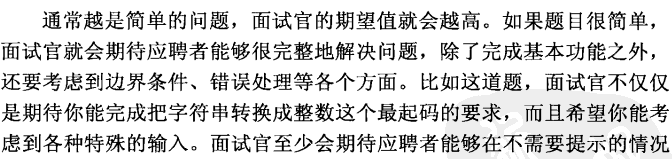 通常越是简单的问题，面试官的期望值就会越高。如果题目很简单，
面试官就会期待应聘者能够很完整地解决问题，除了完成基本功能之外，
还要考虑到边界条件、错误处理等各个方面。比如这道题，面试官不仅仅
是期待你能完成把字符串转换成整数这个最起码的要求，而且希望你能考
虑到各种特殊的输入。面试官至少会期待应聘者能够在不需要提示的情况